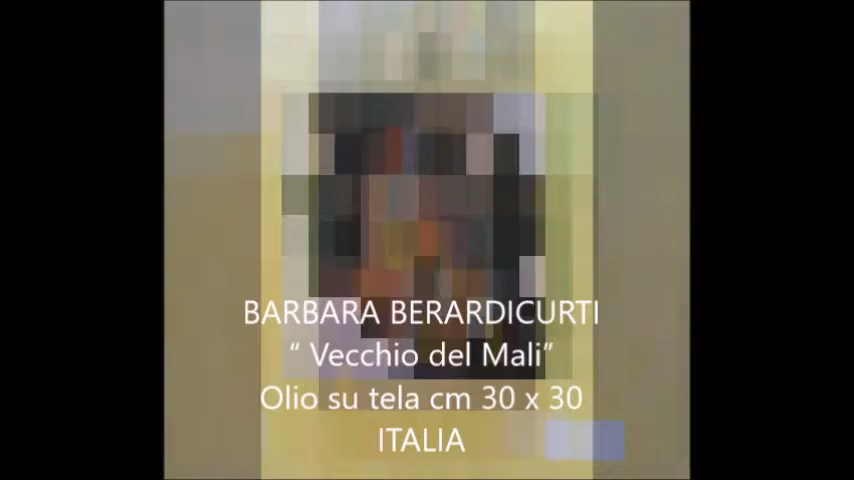 BARBARA BERARDICURTI
“ Vecchio del Mali”
Olio su tela cm 30 x 30
ITALIA